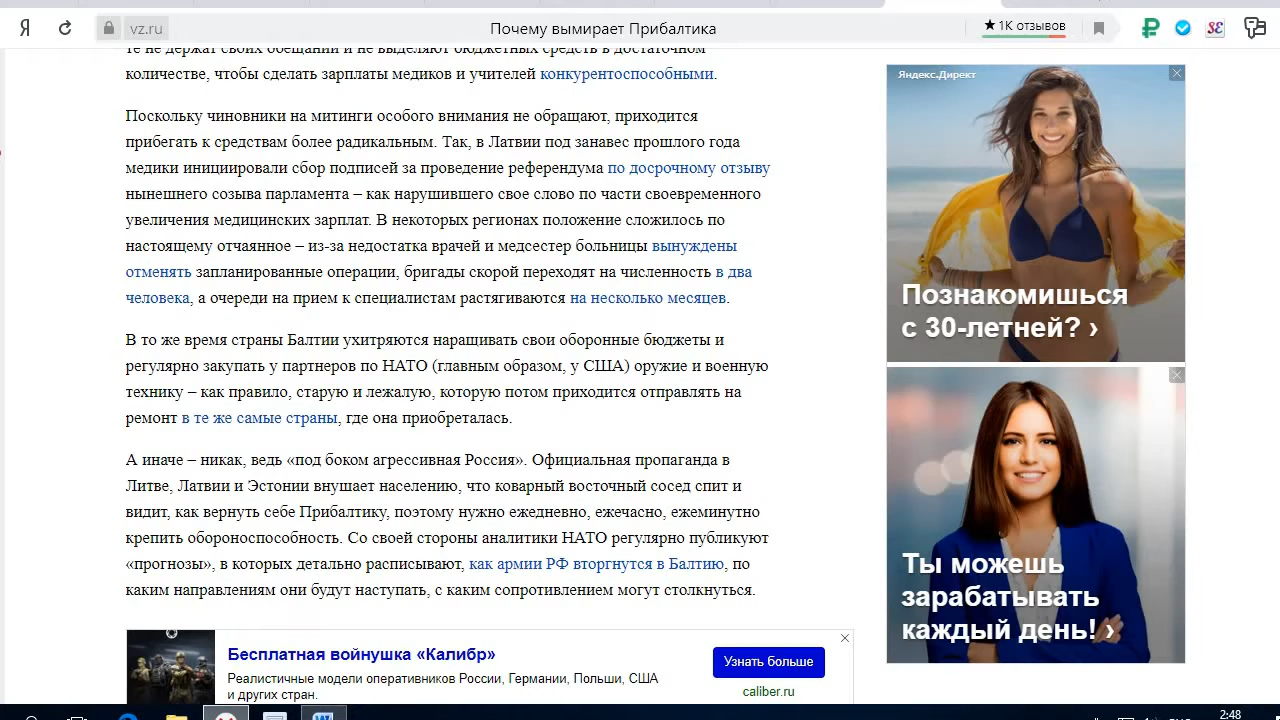 Я
vz.ru
Почему вымирает Прибалтика
★ 1К отзывов
те не держат своих обещаний и не выделяют бюджетных средств в достаточном
количестве, чтобы сделать зарплаты медиков и учителей конкурентоспособными.
Поскольку чиновники на митинги особого внимания не обращают, приходится
прибегать к средствам более радикальным. Так, в Латвии под занавес прошлого года
медики инициировали сбор подписей за проведение референдума по досрочному отзыву
нынешнего созыва парламента – как нарушившего свое слово по части своевременного
увеличения медицинских зарплат. В некоторых регионах положение сложилось по
настоящему отчаянное – из-за недостатка врачей и медсестер больницы вынуждены
отменять запланированные операции, бригады скорой переходят на численность в два
человека, а очереди на прием к специалистам растягиваются на несколько месяцев.
В то же время страны Балтии ухитряются наращивать свои оборонные бюджеты и
регулярно закупать у партнеров по НАТО (главным образом, у США) оружие и военную
технику – как правило, старую и лежалую, которую потом приходится отправлять на
ремонт в те же самые страны, где она приобреталась.
А иначе – никак, ведь «под боком агрессивная Россия». Официальная пропаганда в
Литве, Латвии и Эстонии внушает населению, что коварный восточный сосед спит и
видит, как вернуть себе Прибалтику, поэтому нужно ежедневно, ежечасно, ежеминутно
крепить обороноспособность. Со своей стороны аналитики НАТО регулярно публикуют
«прогнозы», в которых детально расписывают, как армии РФ вторгнутся в Балтию, по
каким направлениям они будут наступать, с каким сопротивлением могут столкнуться.
Бесплатная войнушка «Калибр»
Реалистичные модели оперативников России, Германии, Польши, США
и других стран.
Узнать больше
caliber.ru
Яндекс.Директ
Познакомишься
с 30-летней? ›
Ты можешь
зарабатывать
каждый день! ›
2:48